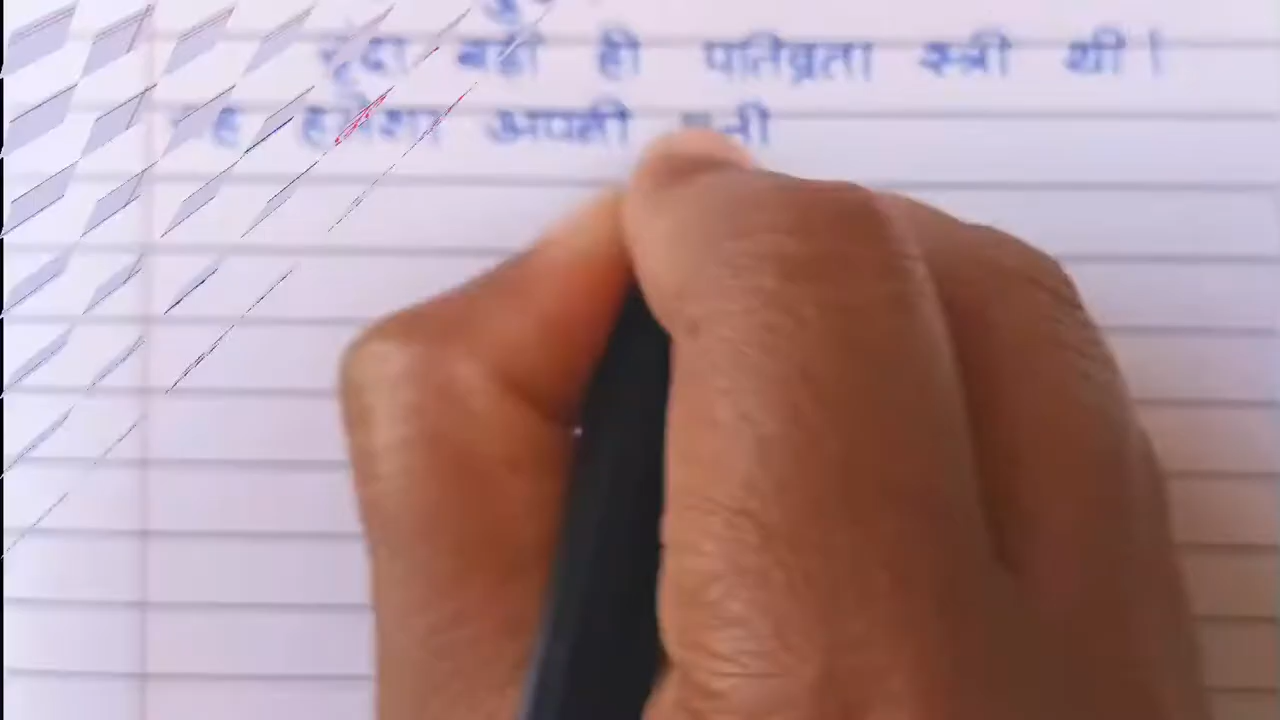 वृंदा बड़ी ही पतिव्रता स्त्री थी।
वह हमेशा अपनी